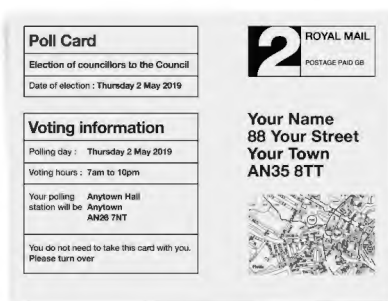 Poll Card
Election of councillors to the Council
Date of election : Thursday 2 May 2019
Voting information
Polling day : Thursday 2 May 2019
Voting hours : 7am to 10pm
Your polling Anytown Hall
station will be Anytown
AN26 7NT
You do not need to take this card with you.
Please turn over
2
ROYAL MAIL
POSTAGE PAID GB
Your Name
88 Your Street
Your Town
AN35 8TT